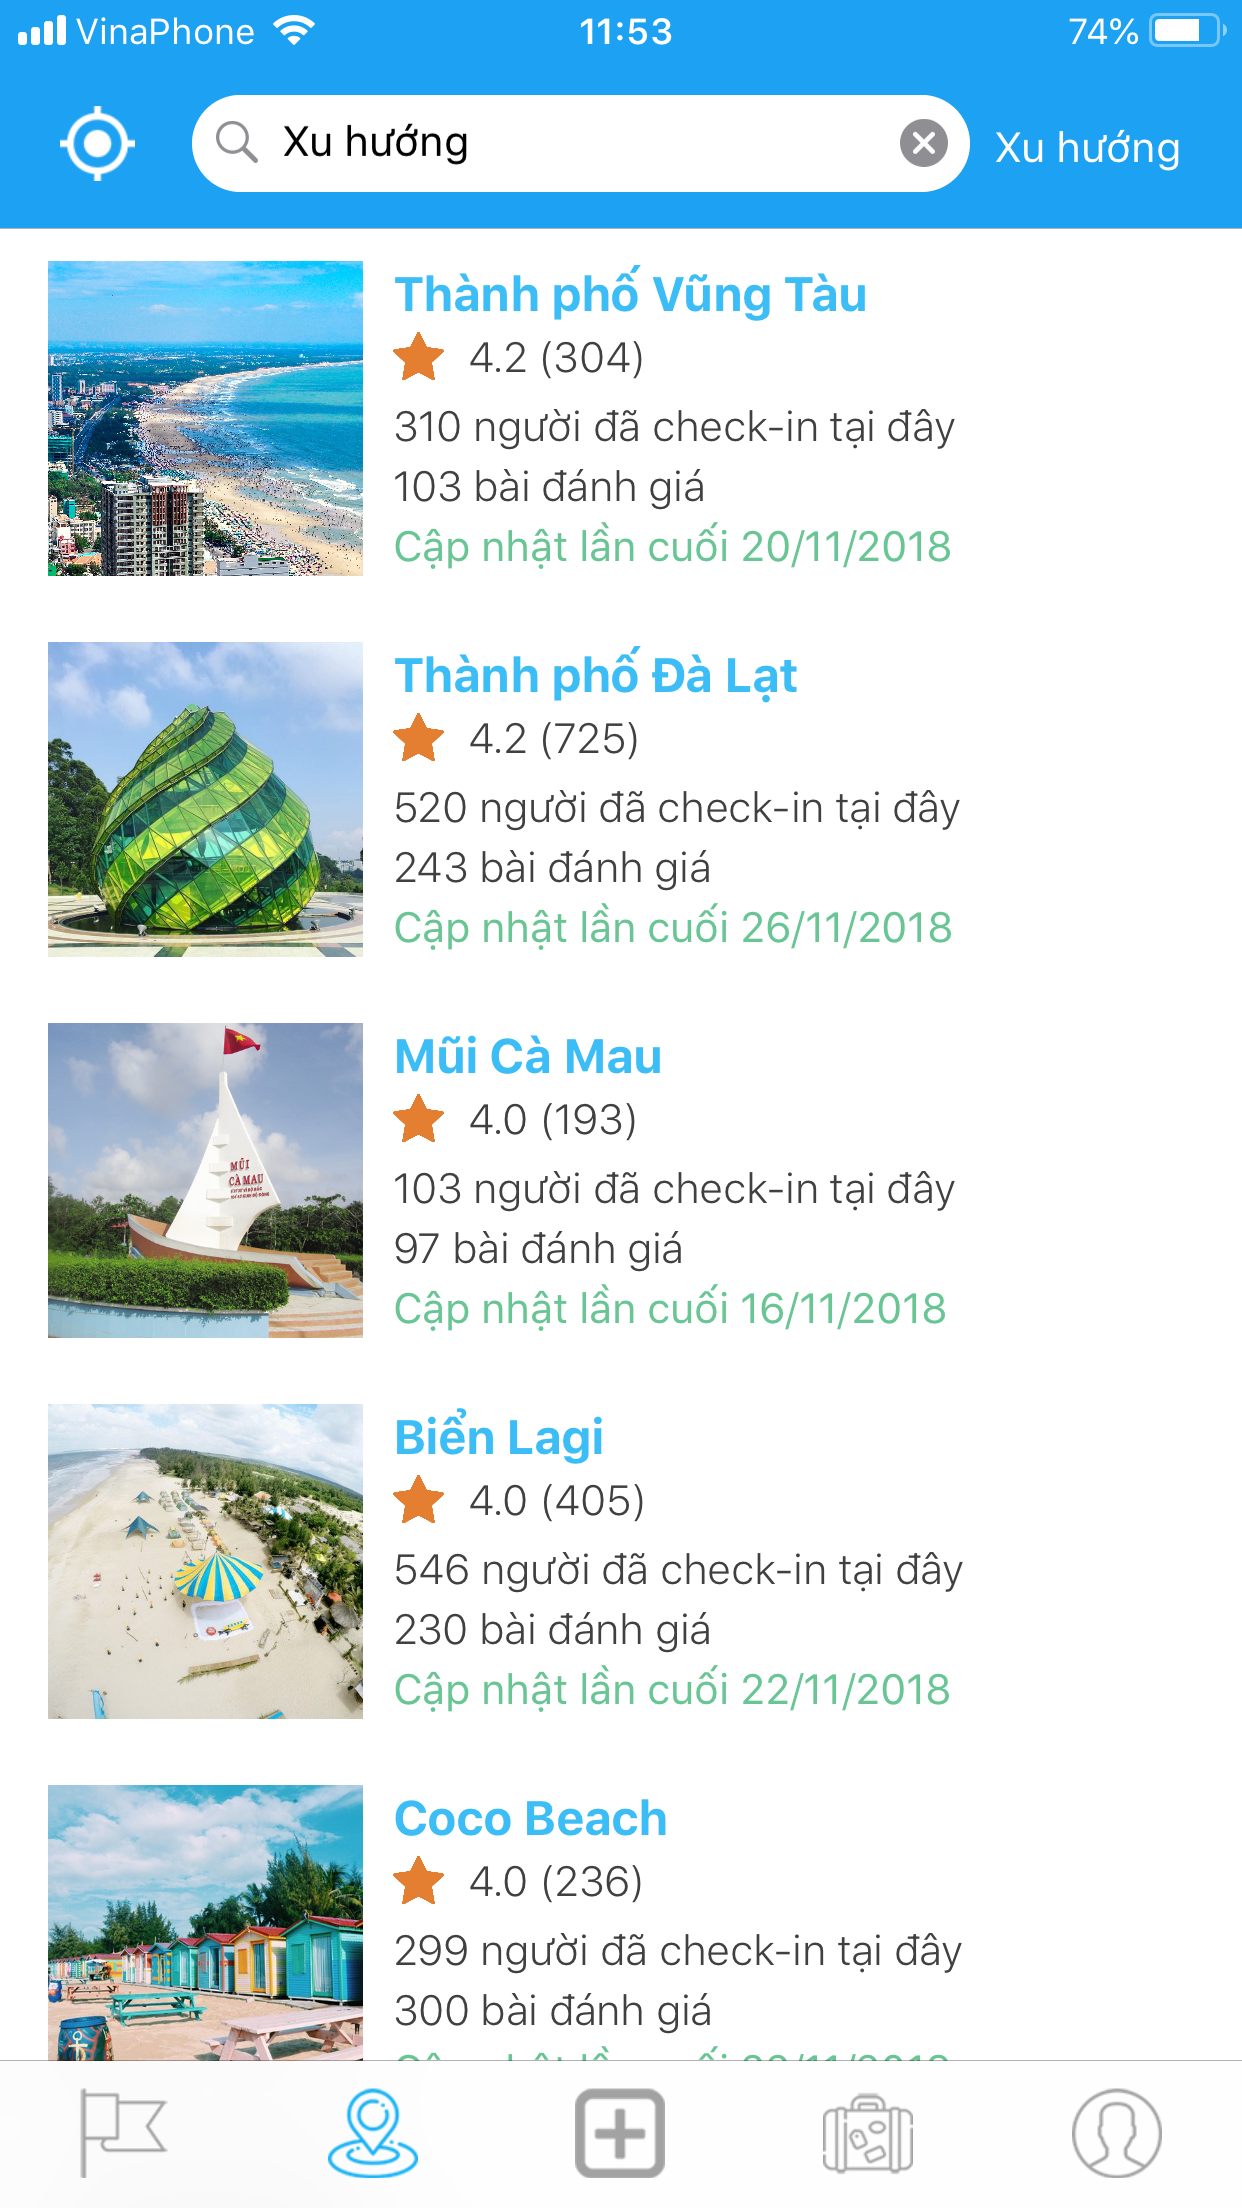 VinaPhone 11:53 74%
Xu hướng Xu hướng
Thành phố Vũng Tàu
4.2 (304)
310 người đã check-in tại đây
103 bài đánh giá
Cập nhật lần cuối 20/11/2018
Thành phố Đà Lạt
4.2 (725)
520 người đã check-in tại đây
243 bài đánh giá
Cập nhật lần cuối 26/11/2018
MŨI
CÀ MAU
Mũi Cà Mau
4.0 (193)
103 người đã check-in tại đây
97 bài đánh giá
Cập nhật lần cuối 16/11/2018
Biển Lagi
4.0 (405)
546 người đã check-in tại đây
230 bài đánh giá
Cập nhật lần cuối 22/11/2018
Coco Beach
4.0 (236)
299 người đã check-in tại đây
300 bài đánh giá